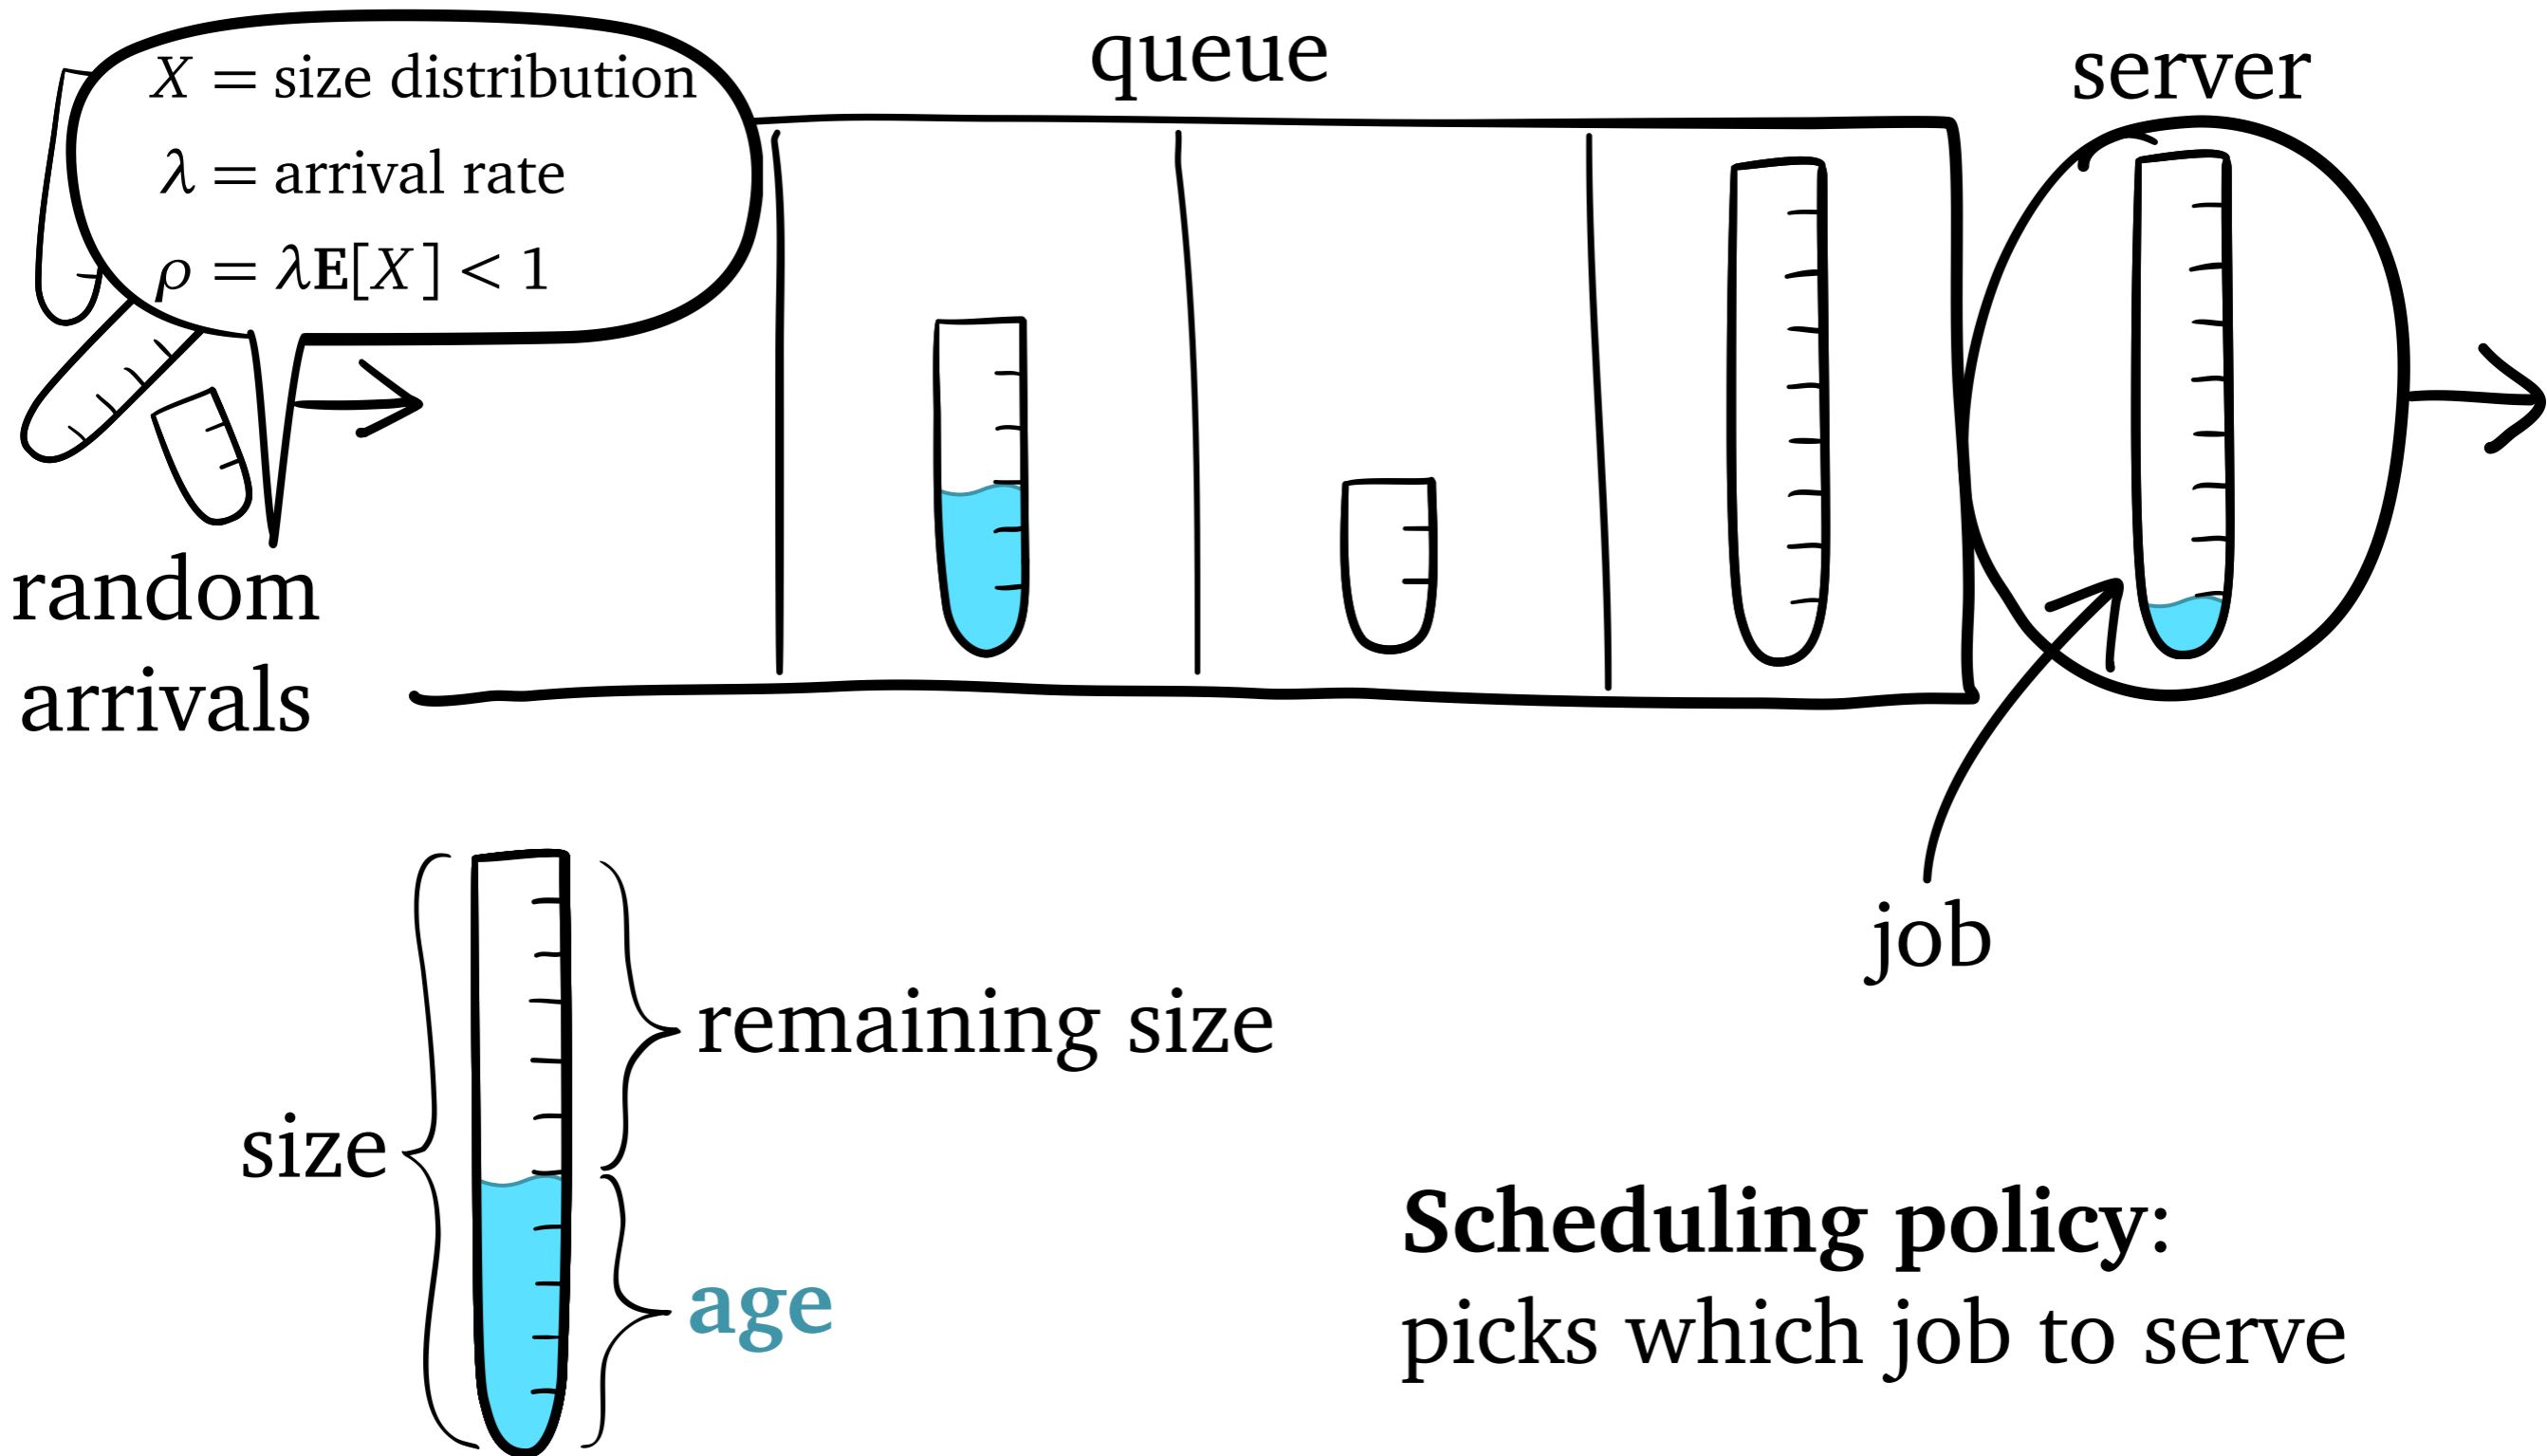 X = size distribution
λ = arrival rate
ρ = λE[X] < 1
queue
server
random
arrivals
job
remaining size
size
age
Scheduling policy:
picks which job to serve